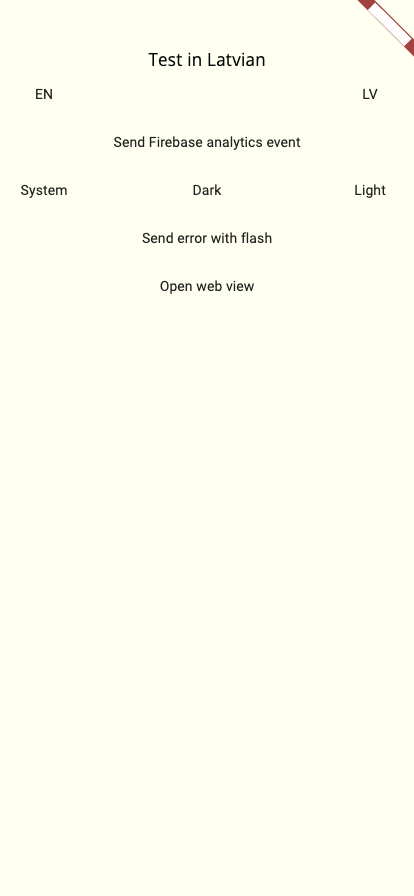 Test in Latvian
EN LV
Send Firebase analytics event
System Dark Light
Send error with flash
Open web view